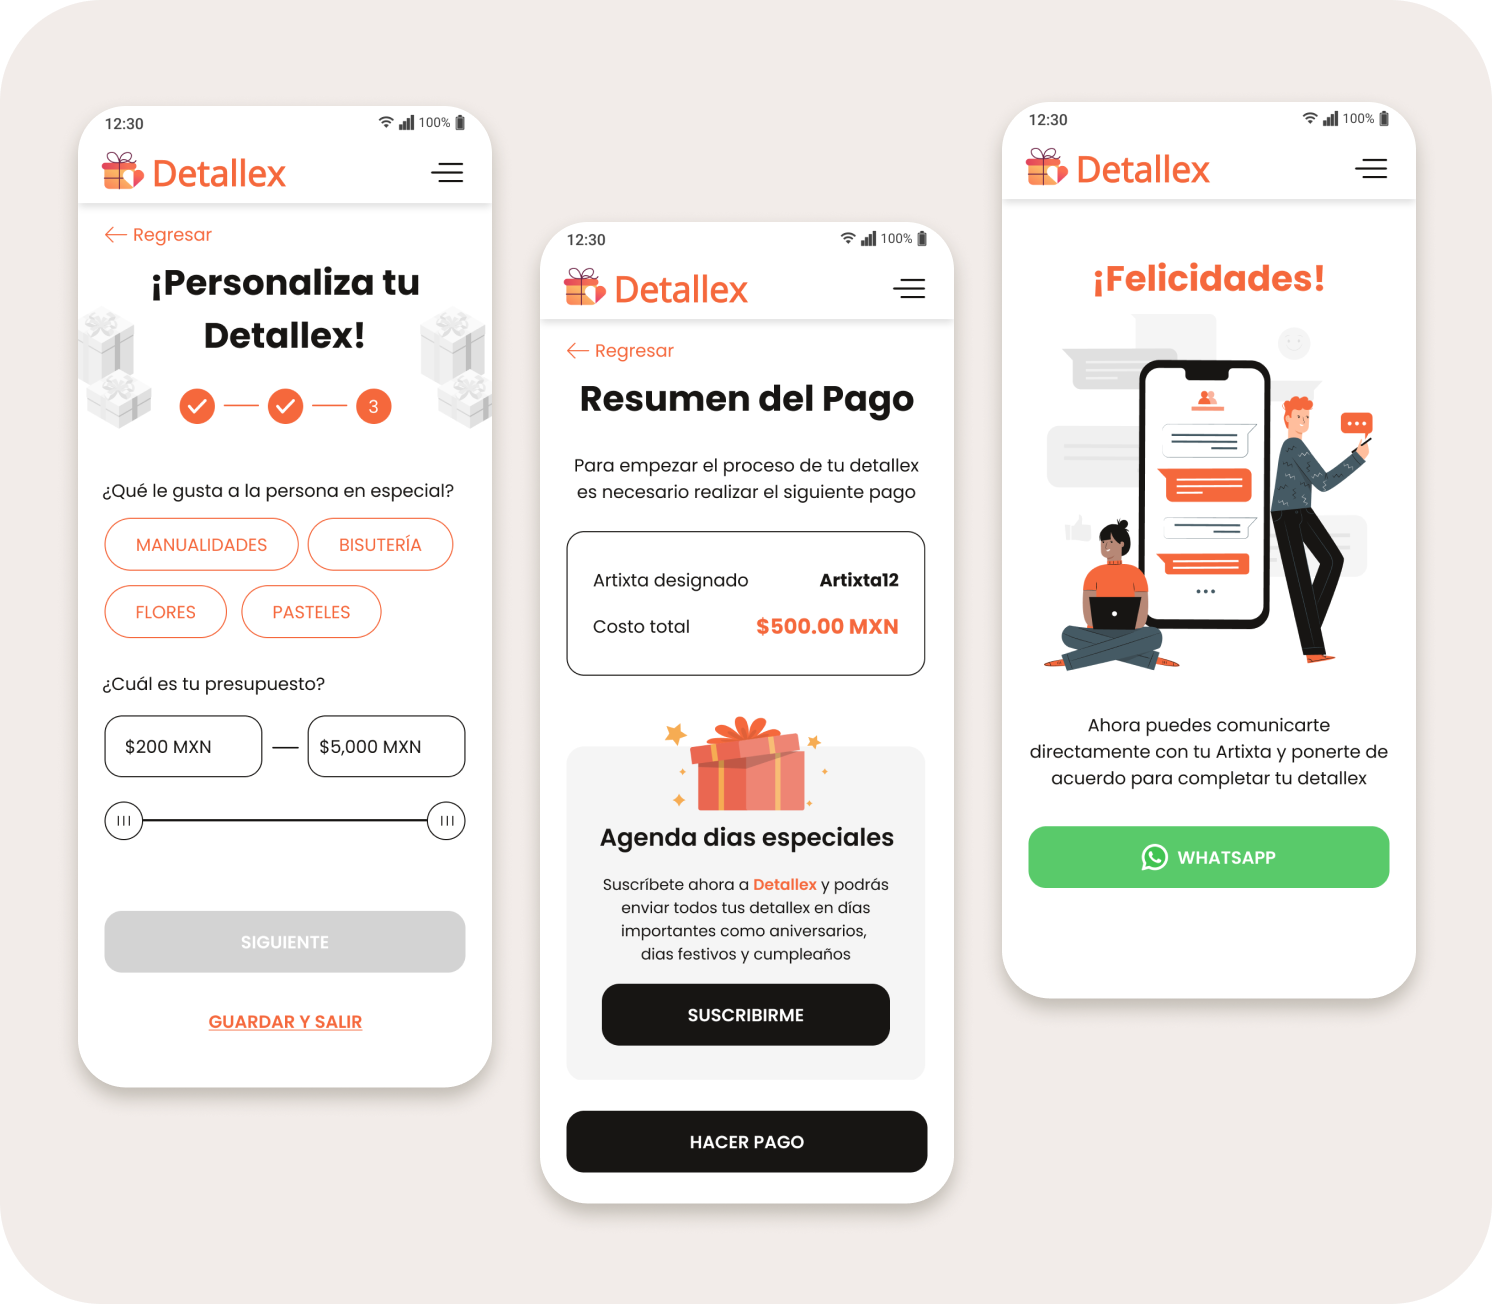 12:30
100%
Detallex
Regresar
¡Personaliza tu
Detallex!
3
¿Qué le gusta a la persona en especial?
MANUALIDADES
BISUTERÍA
FLORES
PASTELES
¿Cuál es tu presupuesto?
$200 MXN
$5,000 MXN
SIGUIENTE
GUARDAR Y SALIR
12:30
100%
Detallex
Regresar
Resumen del Pago
Para empezar el proceso de tu detallex
es necesario realizar el siguiente pago
Artixta designado
Artixta12
Costo total
$500.00 MXN
Agenda dias especiales
Suscríbete ahora a Detallex y podrás
enviar todos tus detallex en días
importantes como aniversarios,
dias festivos y cumpleaños
SUSCRIBIRME
HACER PAGO
12:30
100%
Detallex
¡Felicidades!
Ahora puedes comunicarte
directamente con tu Artixta y ponerte de
acuerdo para completar tu detallex
WHATSAPP